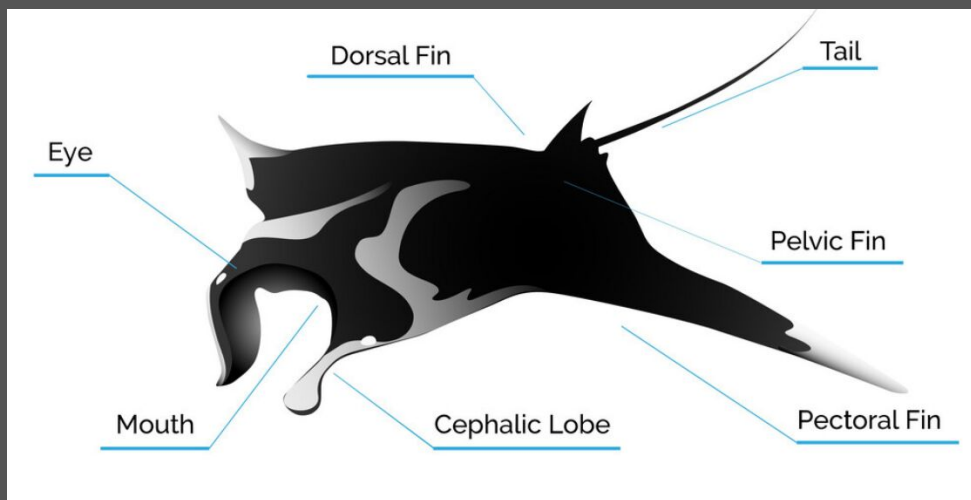 Dorsal Fin
Tail
Eye
Pelvic Fin
Mouth
Cephalic Lobe
Pectoral Fin